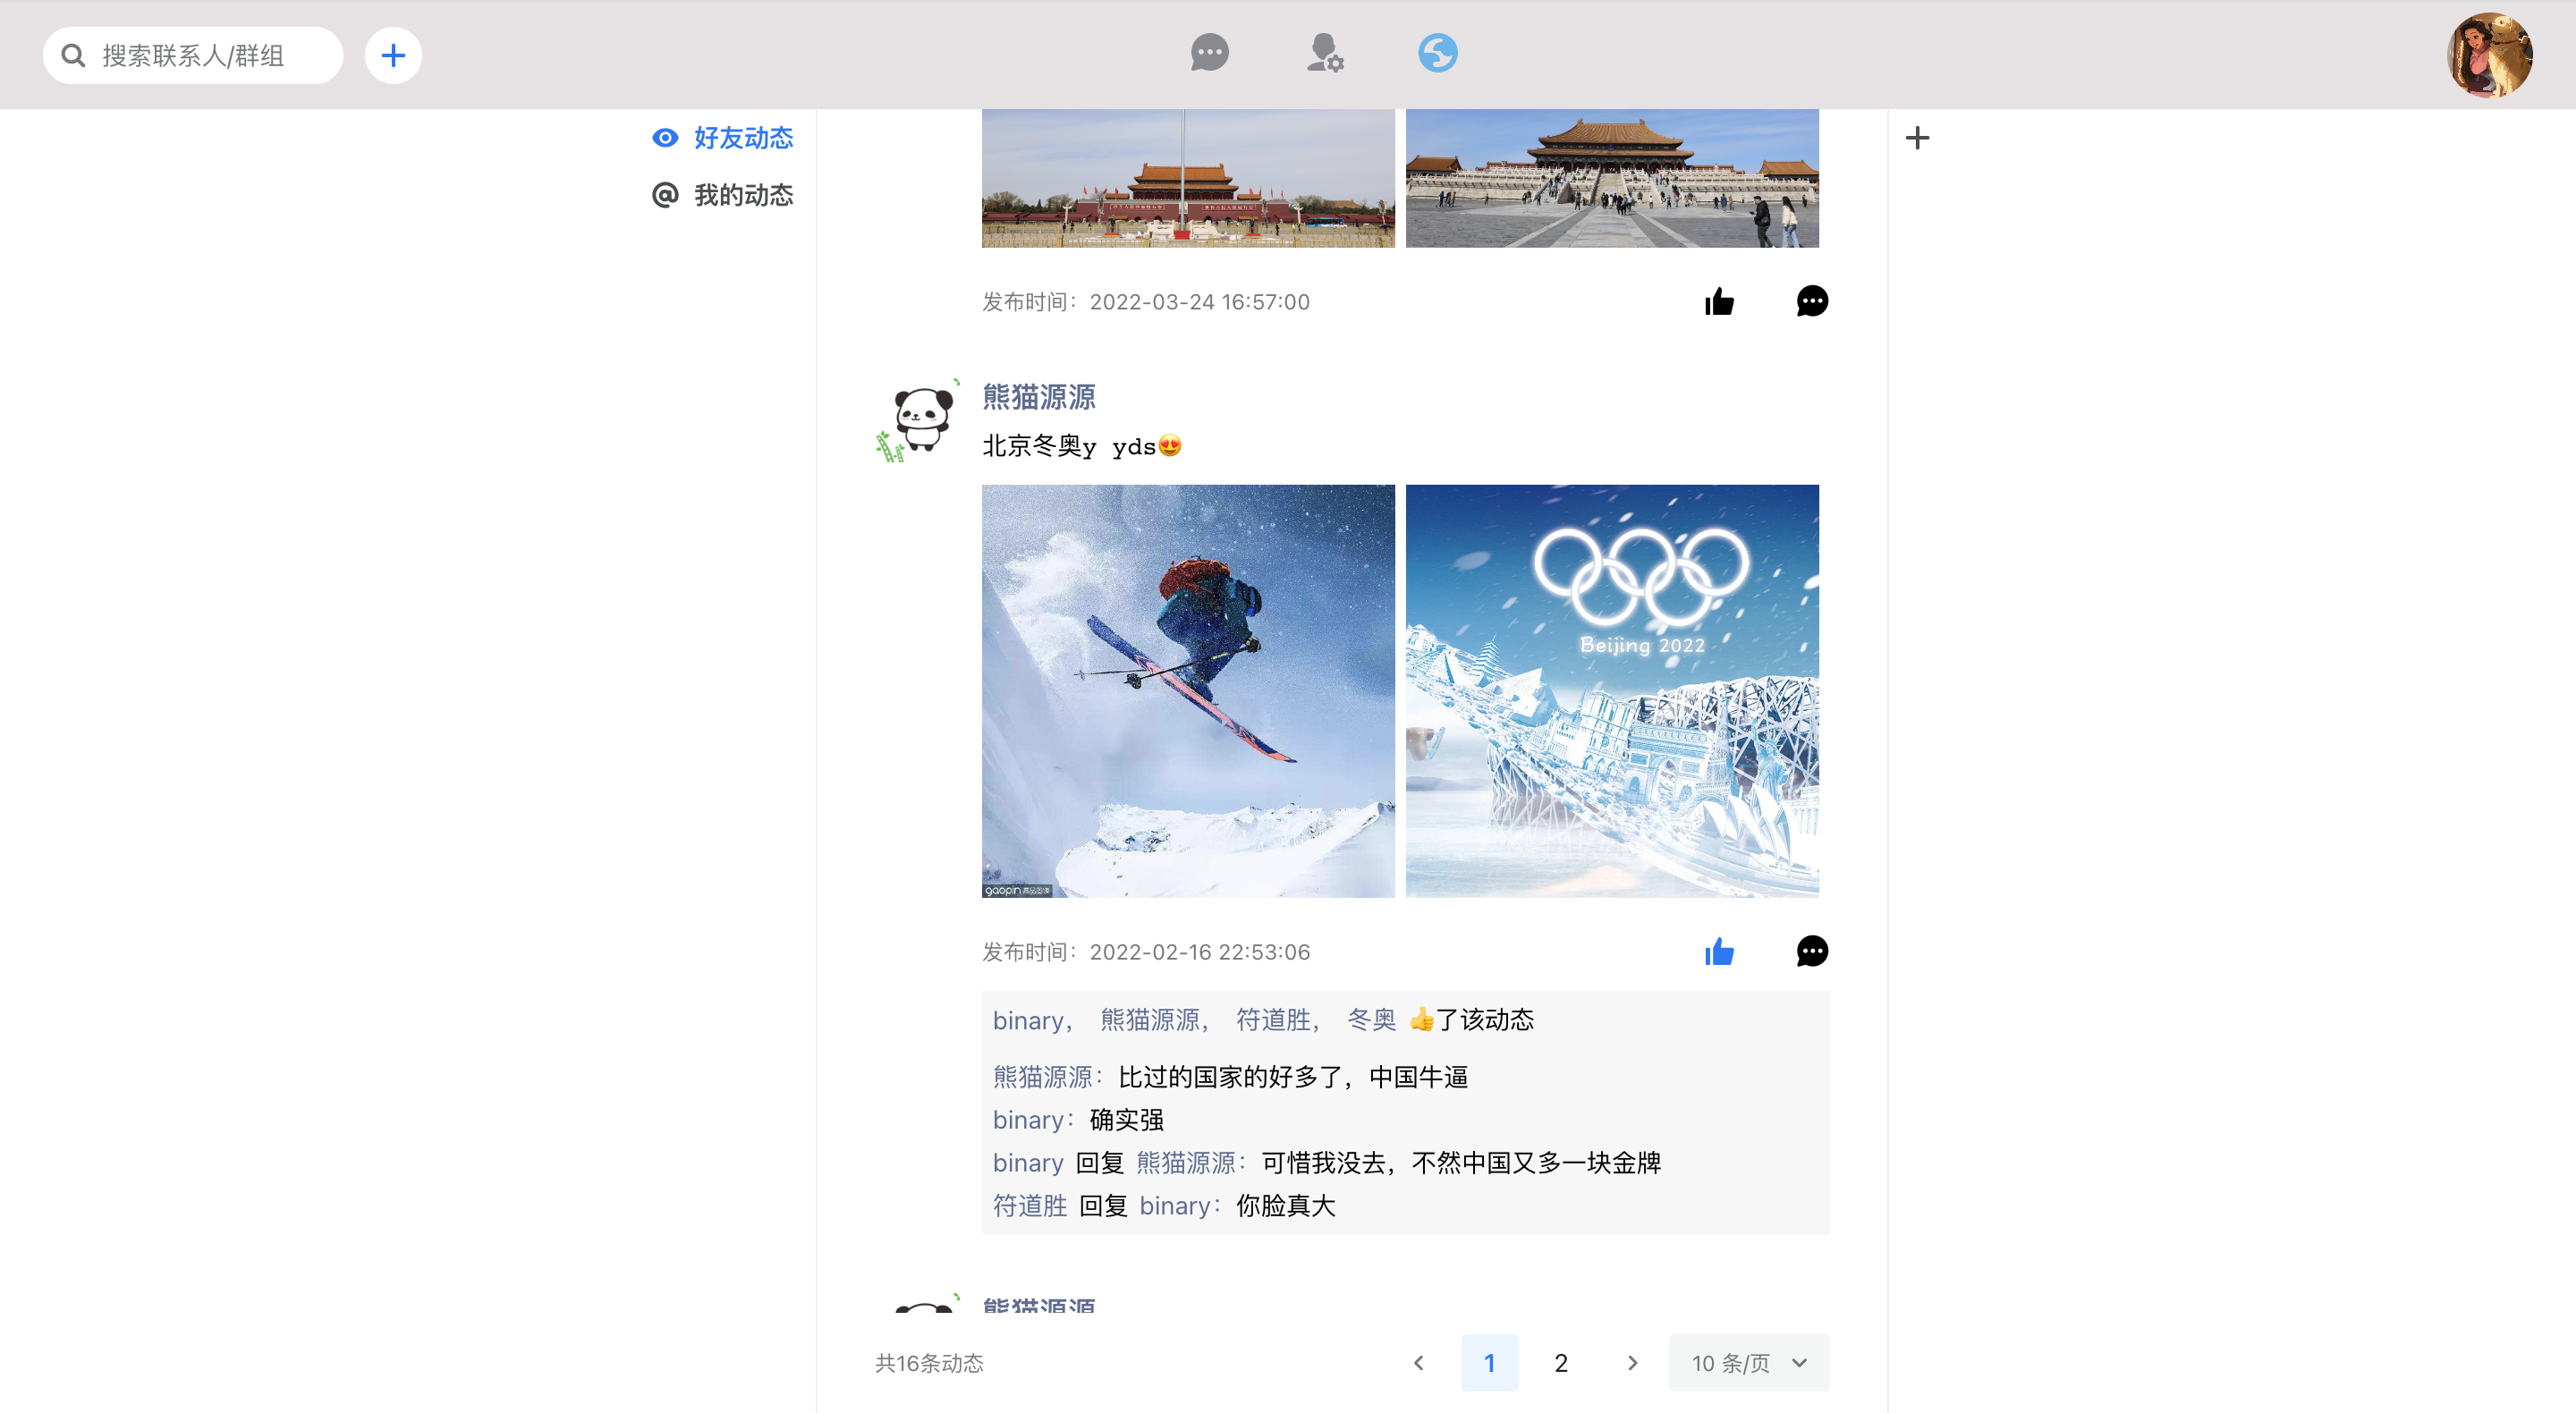 搜索联系人/群组
好友动态
我的动态
发布时间：2022-03-24 16:57:00
熊猫源源
北京冬奥y yds😍
Beijing 2022
gaopin
发布时间：2022-02-16 22:53:06
binary， 熊猫源源， 符道胜， 冬奥 👍了该动态
熊猫源源：比过的国家的好多了，中国牛逼
binary：确实强
binary 回复 熊猫源源：可惜我没去，不然中国又多一块金牌
符道胜 回复 binary：你脸真大
熊猫源源
共16条动态
1 2 10 条/页